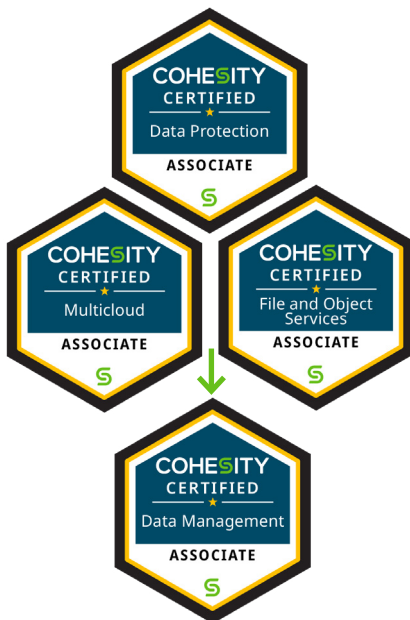 COHESITY
CERTIFIED
Data Protection
ASSOCIATE
COHESITY
CERTIFIED
Multicloud
ASSOCIATE
COHESITY
CERTIFIED
File and Object
Services
ASSOCIATE
COHESITY
CERTIFIED
Data Management
ASSOCIATE